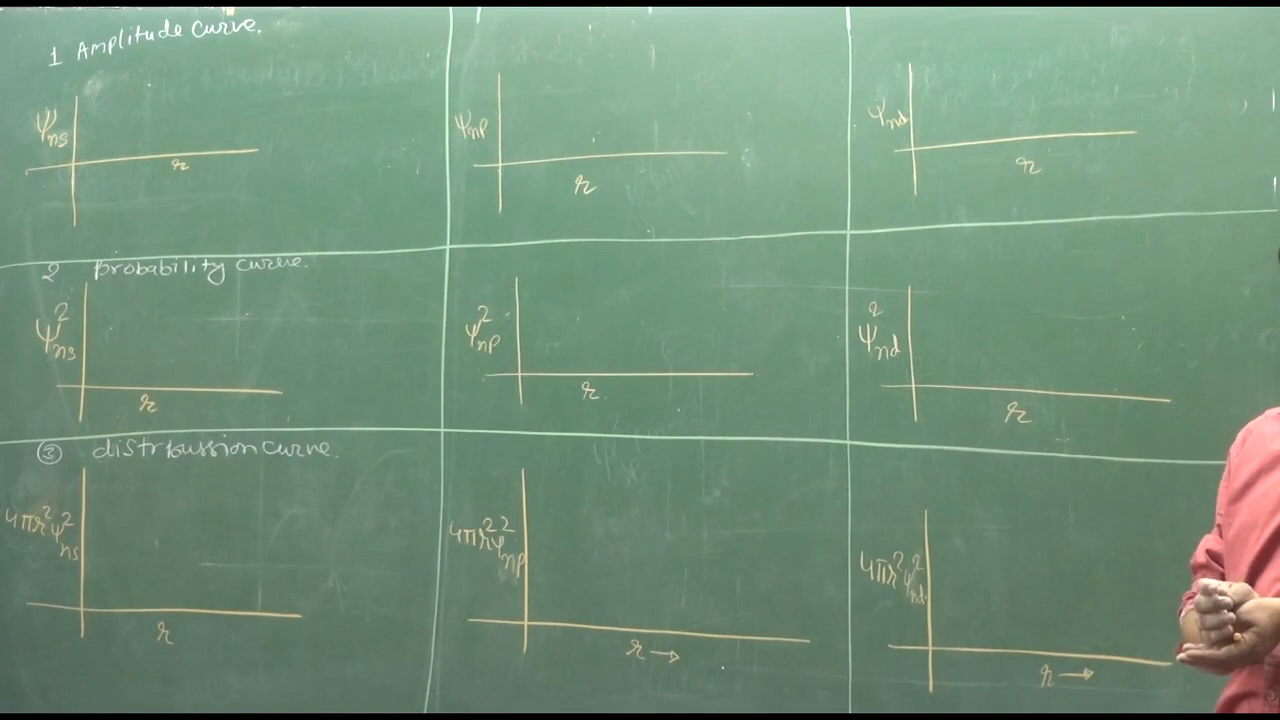 1 Amplitude curve.
Ψns
r
Ψnp
r
Ψnd
r
2 probability curve.
Ψ²ns
r
Ψ²np
r
Ψ²nd
r
③ distrbussion curve.
4πr²Ψ²ns
r
4πr²Ψ²np
r →
4πr²Ψ²nd
r →